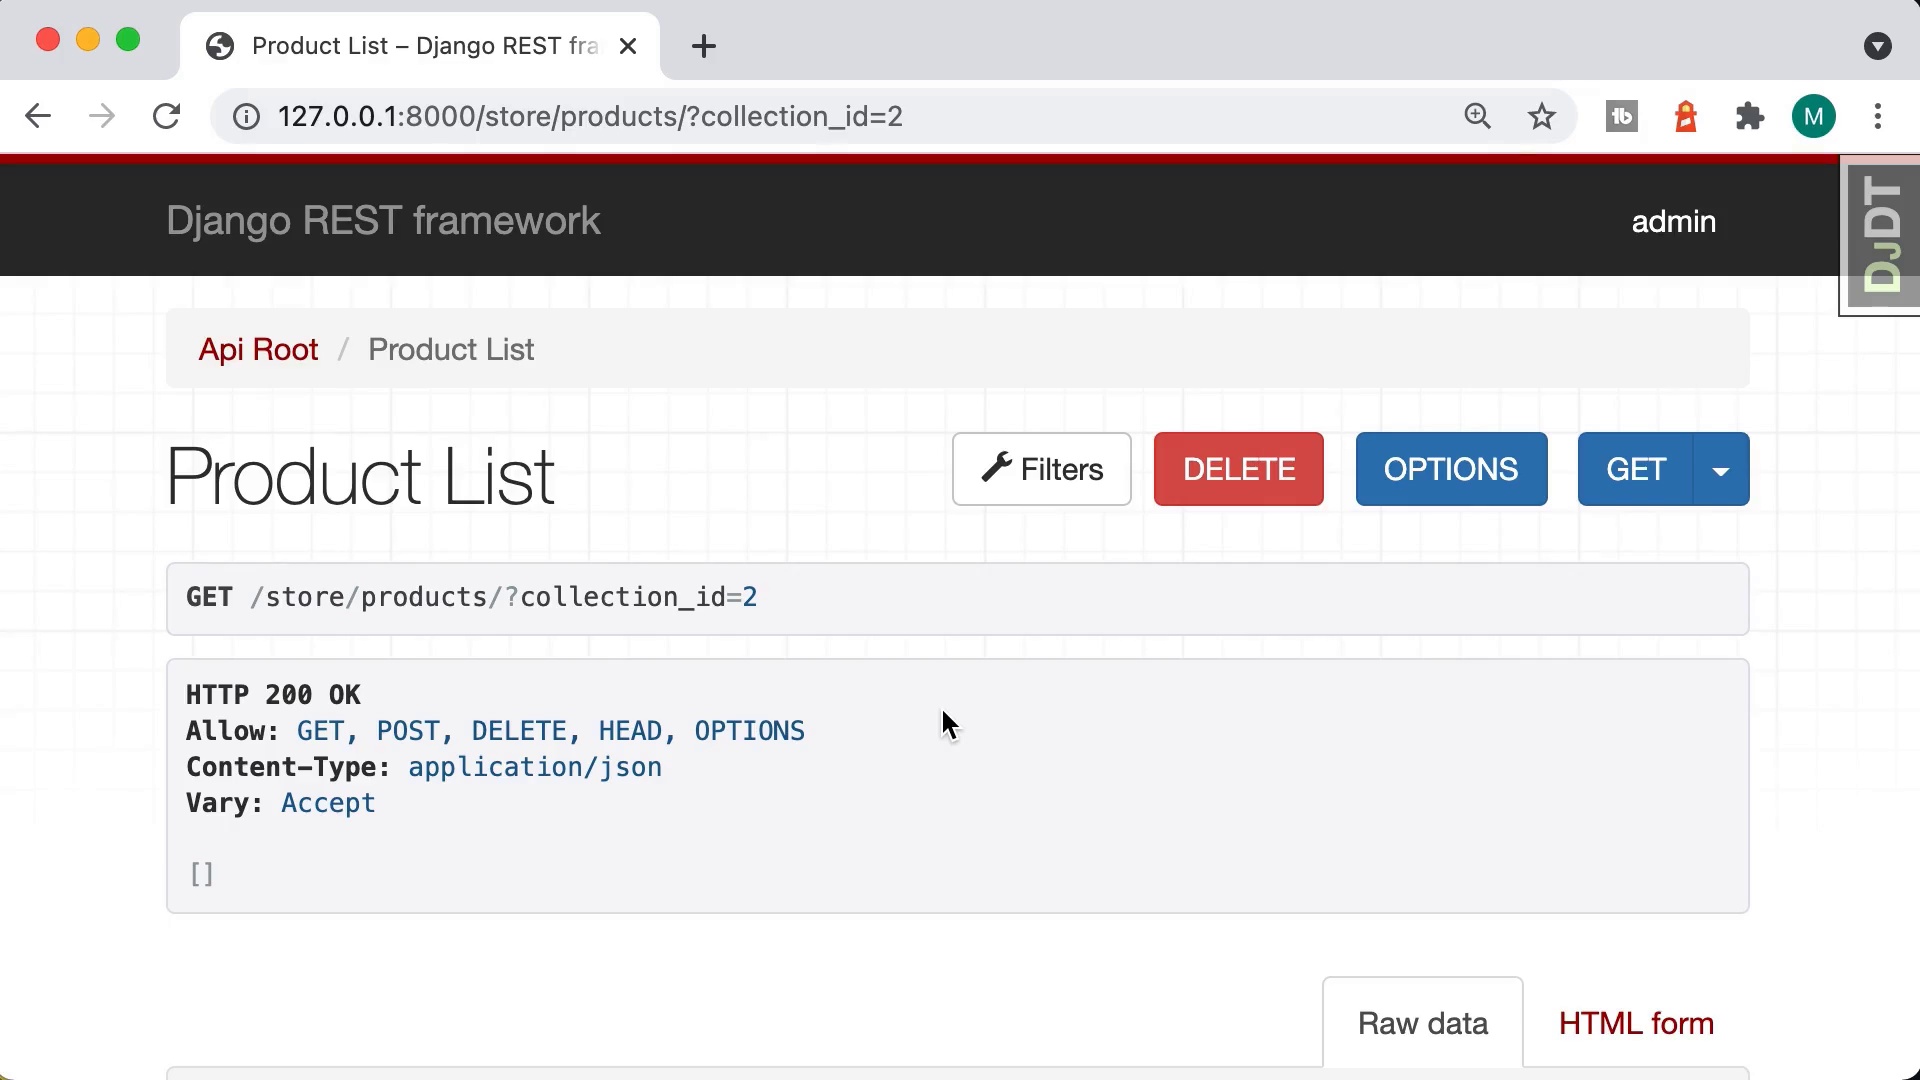 Product List – Django REST fra
127.0.0.1:8000/store/products/?collection_id=2
tb
M
Django REST framework
admin
DJDT
Api Root / Product List
Product List
Filters
DELETE
OPTIONS
GET
GET /store/products/?collection_id=2
HTTP 200 OK
Allow: GET, POST, DELETE, HEAD, OPTIONS
Content-Type: application/json
Vary: Accept
[]
Raw data
HTML form